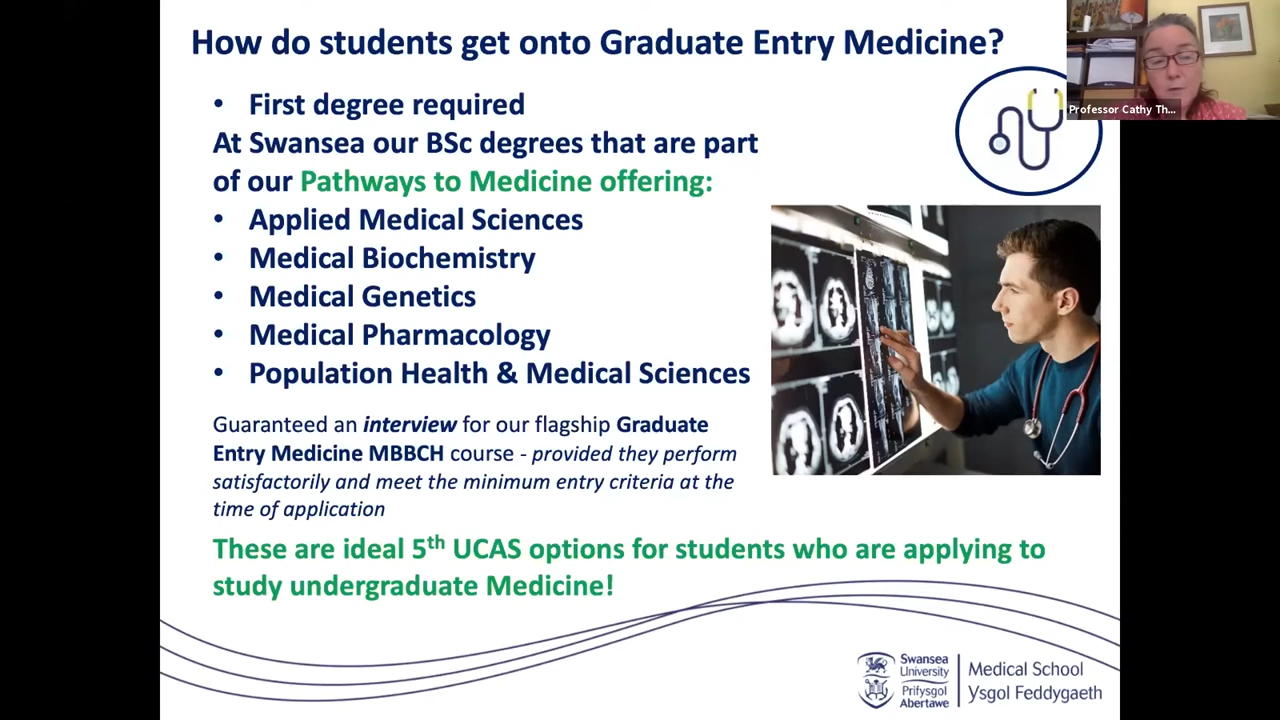 How do students get onto Graduate Entry Medicine?
Professor Cathy Th...
• First degree required
At Swansea our BSc degrees that are part
of our Pathways to Medicine offering:
• Applied Medical Sciences
• Medical Biochemistry
• Medical Genetics
• Medical Pharmacology
• Population Health & Medical Sciences
Guaranteed an interview for our flagship Graduate
Entry Medicine MBBCH course - provided they perform
satisfactorily and meet the minimum entry criteria at the
time of application
These are ideal 5th UCAS options for students who are applying to
study undergraduate Medicine!
Swansea
University
Prifysgol
Abertawe
Medical School
Ysgol Feddygaeth